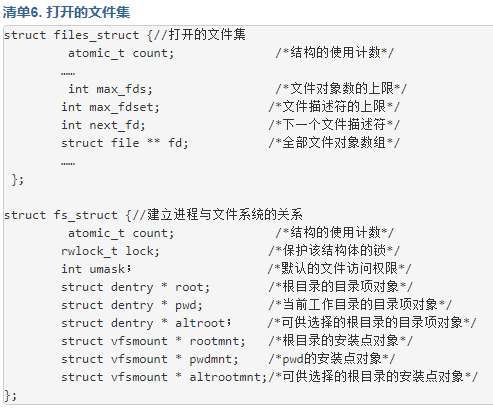 清单6. 打开的文件集
struct files_struct {//打开的文件集
atomic_t count; /*结构的使用计数*/
……
int max_fds; /*文件对象数的上限*/
int max_fdset; /*文件描述符的上限*/
int next_fd; /*下一个文件描述符*/
struct file ** fd; /*全部文件对象数组*/
……
};
struct fs_struct {//建立进程与文件系统的关系
atomic_t count; /*结构的使用计数*/
rwlock_t lock; /*保护该结构体的锁*/
int umask； /*默认的文件访问权限*/
struct dentry * root; /*根目录的目录项对象*/
struct dentry * pwd; /*当前工作目录的目录项对象*/
struct dentry * altroot； /*可供选择的根目录的目录项对象*/
struct vfsmount * rootmnt; /*根目录的安装点对象*/
struct vfsmount * pwdmnt; /*pwd的安装点对象*/
struct vfsmount * altrootmnt;/*可供选择的根目录的安装点对象*/
};